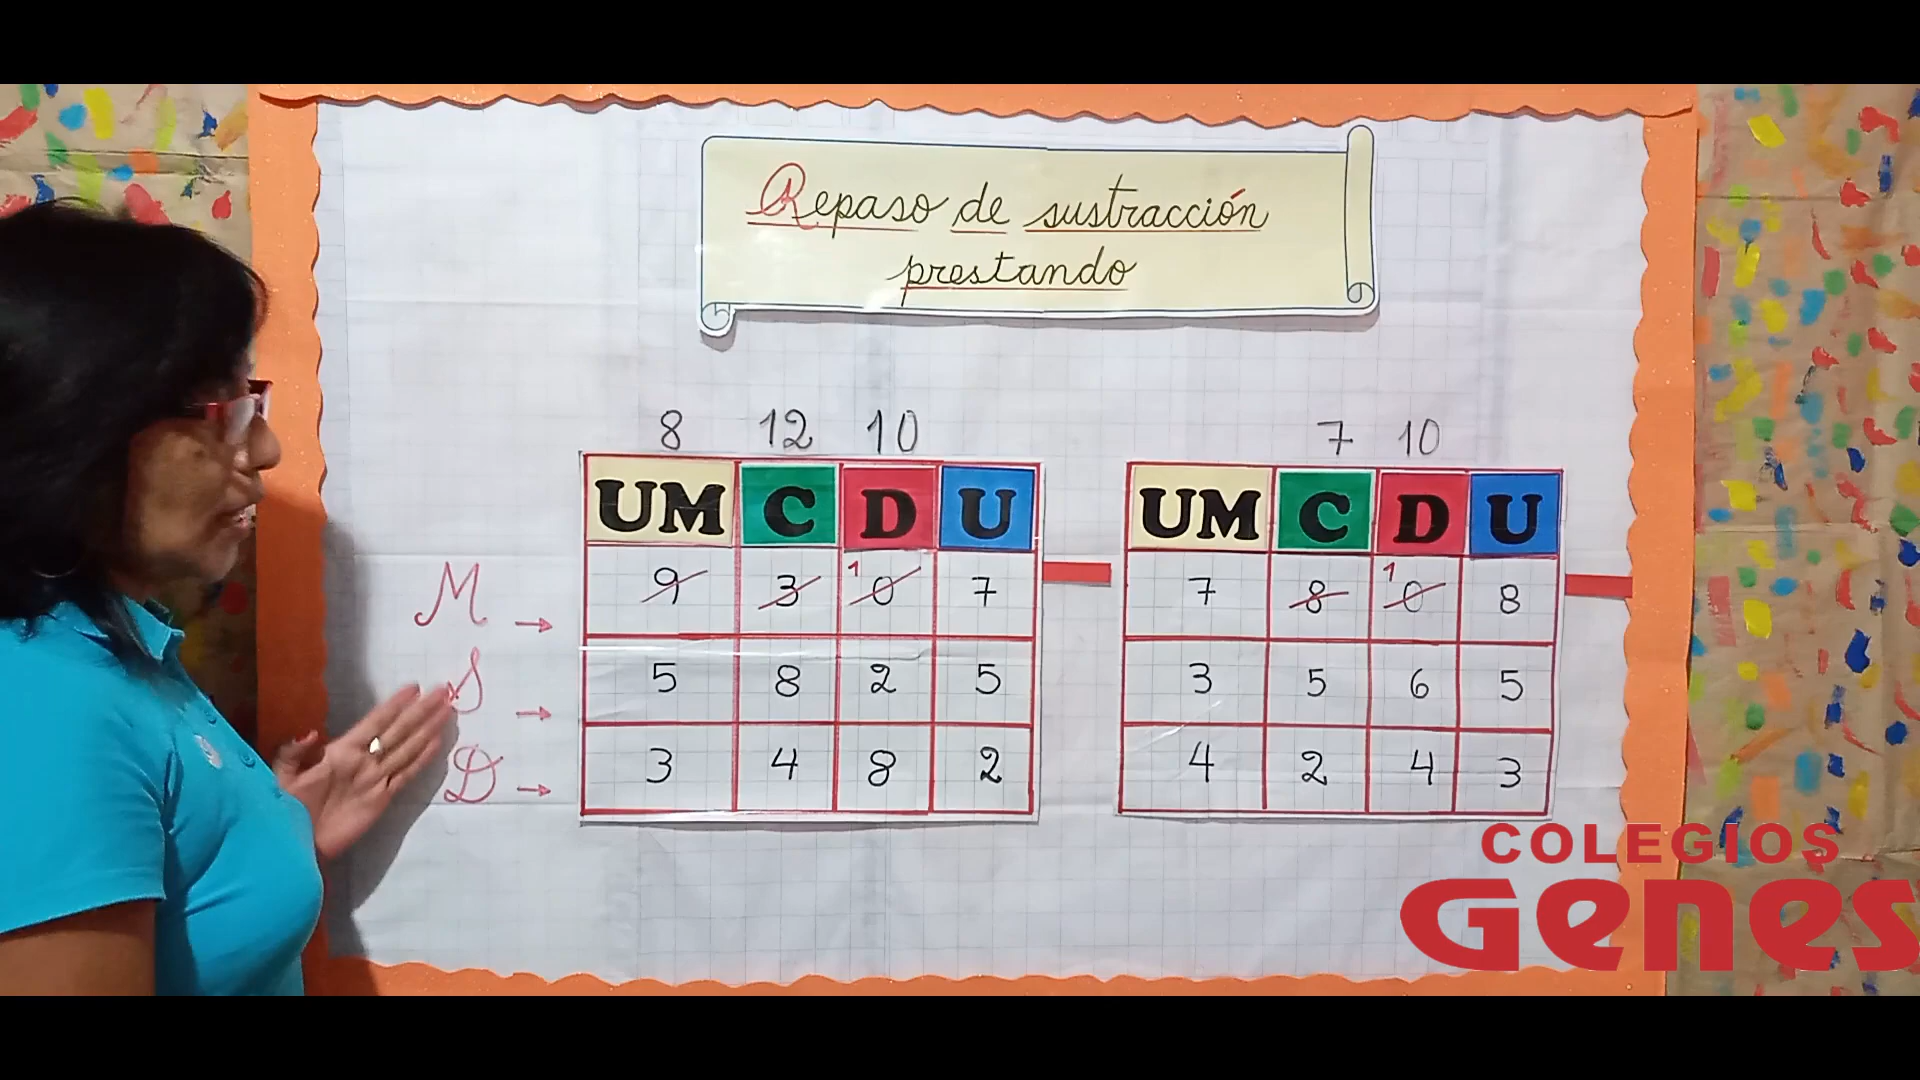 Repaso de sustracción
prestando
8 12 10
UM C D U
9 3 10 7
5 8 2 5
3 4 8 2
7 10
UM C D U
7 8 10 8
3 5 6 5
4 2 4 3
M →
S →
D →
COLEGIOS
Genes